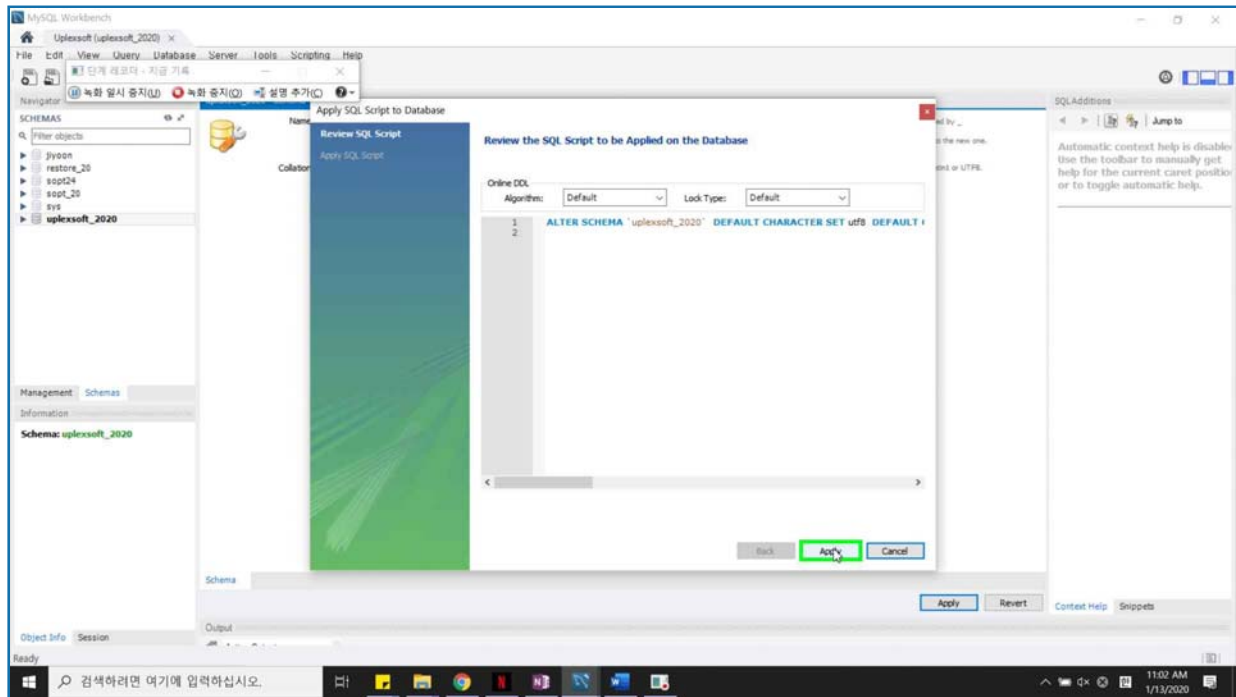 MySQL Workbench
Uplexsoft (uplexsoft_2020) ×
File Edit View Query Database Server Tools Scripting Help
단계 레코더 - 지금 기록
녹화 일시 중지(U) 녹화 중지(O) 설명 추가(C)
Navigator
SCHEMAS
Filter objects
jiyoon
restore_20
sopt24
sopt_20
sys
uplexsoft_2020
Management Schemas
Information
Schema: uplexsoft_2020
Object Info Session
Ready
Name
Collation
Apply SQL Script to Database
Review SQL Script
Apply SQL Script
Review the SQL Script to be Applied on the Database
Online DDL
Algorithm: Default Lock Type: Default
1 ALTER SCHEMA `uplexsoft_2020` DEFAULT CHARACTER SET utf8 DEFAULT
2
Back Apply Cancel
the new one.
or UTF8.
Schema
Apply Revert
Output
SQLAdditions
Jump to
Automatic context help is disable
Use the toolbar to manually get
help for the current caret positio
or to toggle automatic help.
Context Help Snippets
검색하려면 여기에 입력하십시오.
11:02 AM
1/13/2020